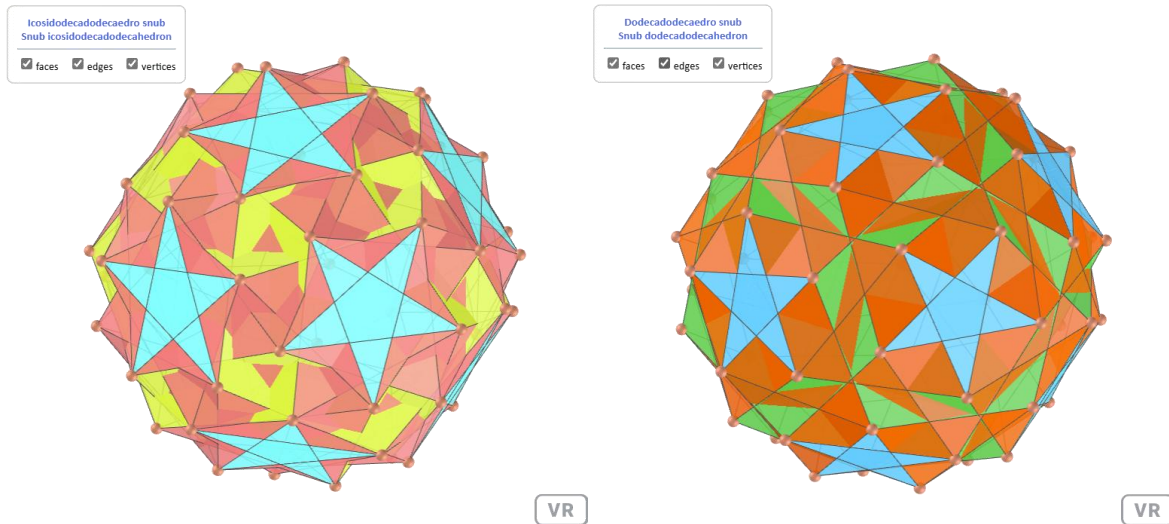 Icosidodecadodecaedro snub
Snub icosidodecadodecahedron
faces edges vertices
VR
Dodecadodecaedro snub
Snub dodecadodecahedron
faces edges vertices
VR